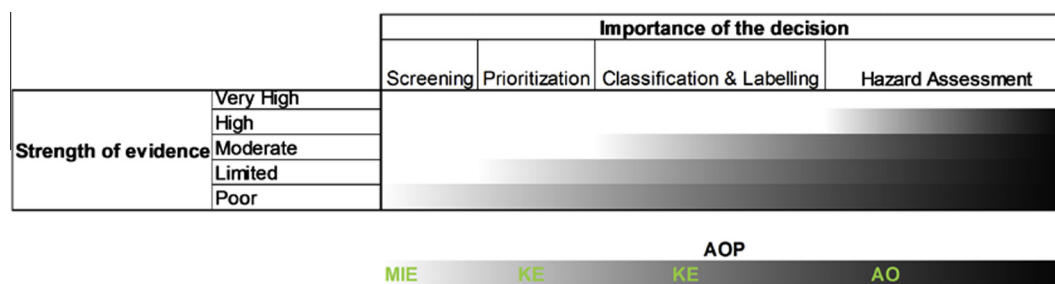 Importance of the decision
Screening Prioritization Classification & Labelling Hazard Assessment
Very High
High
Strength of evidence Moderate
Limited
Poor
AOP
MIE KE KE AO